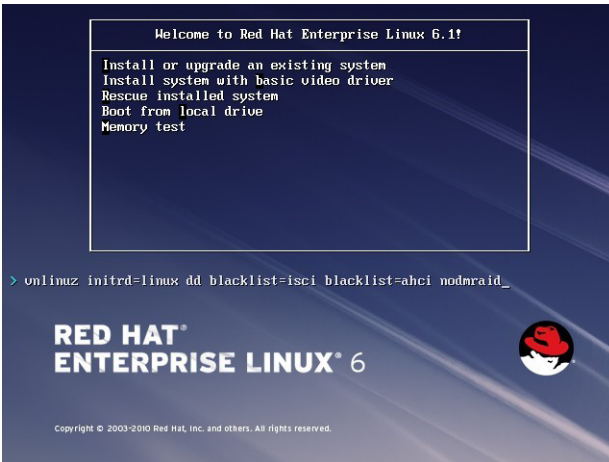 Welcome to Red Hat Enterprise Linux 6.1!
Install or upgrade an existing system
Install system with basic video driver
Rescue installed system
Boot from local drive
Memory test
> vmlinuz initrd=linux dd blacklist=isci blacklist=ahci nodmraid_
RED HAT®
ENTERPRISE LINUX® 6
Copyright © 2003-2010 Red Hat, Inc. and others. All rights reserved.